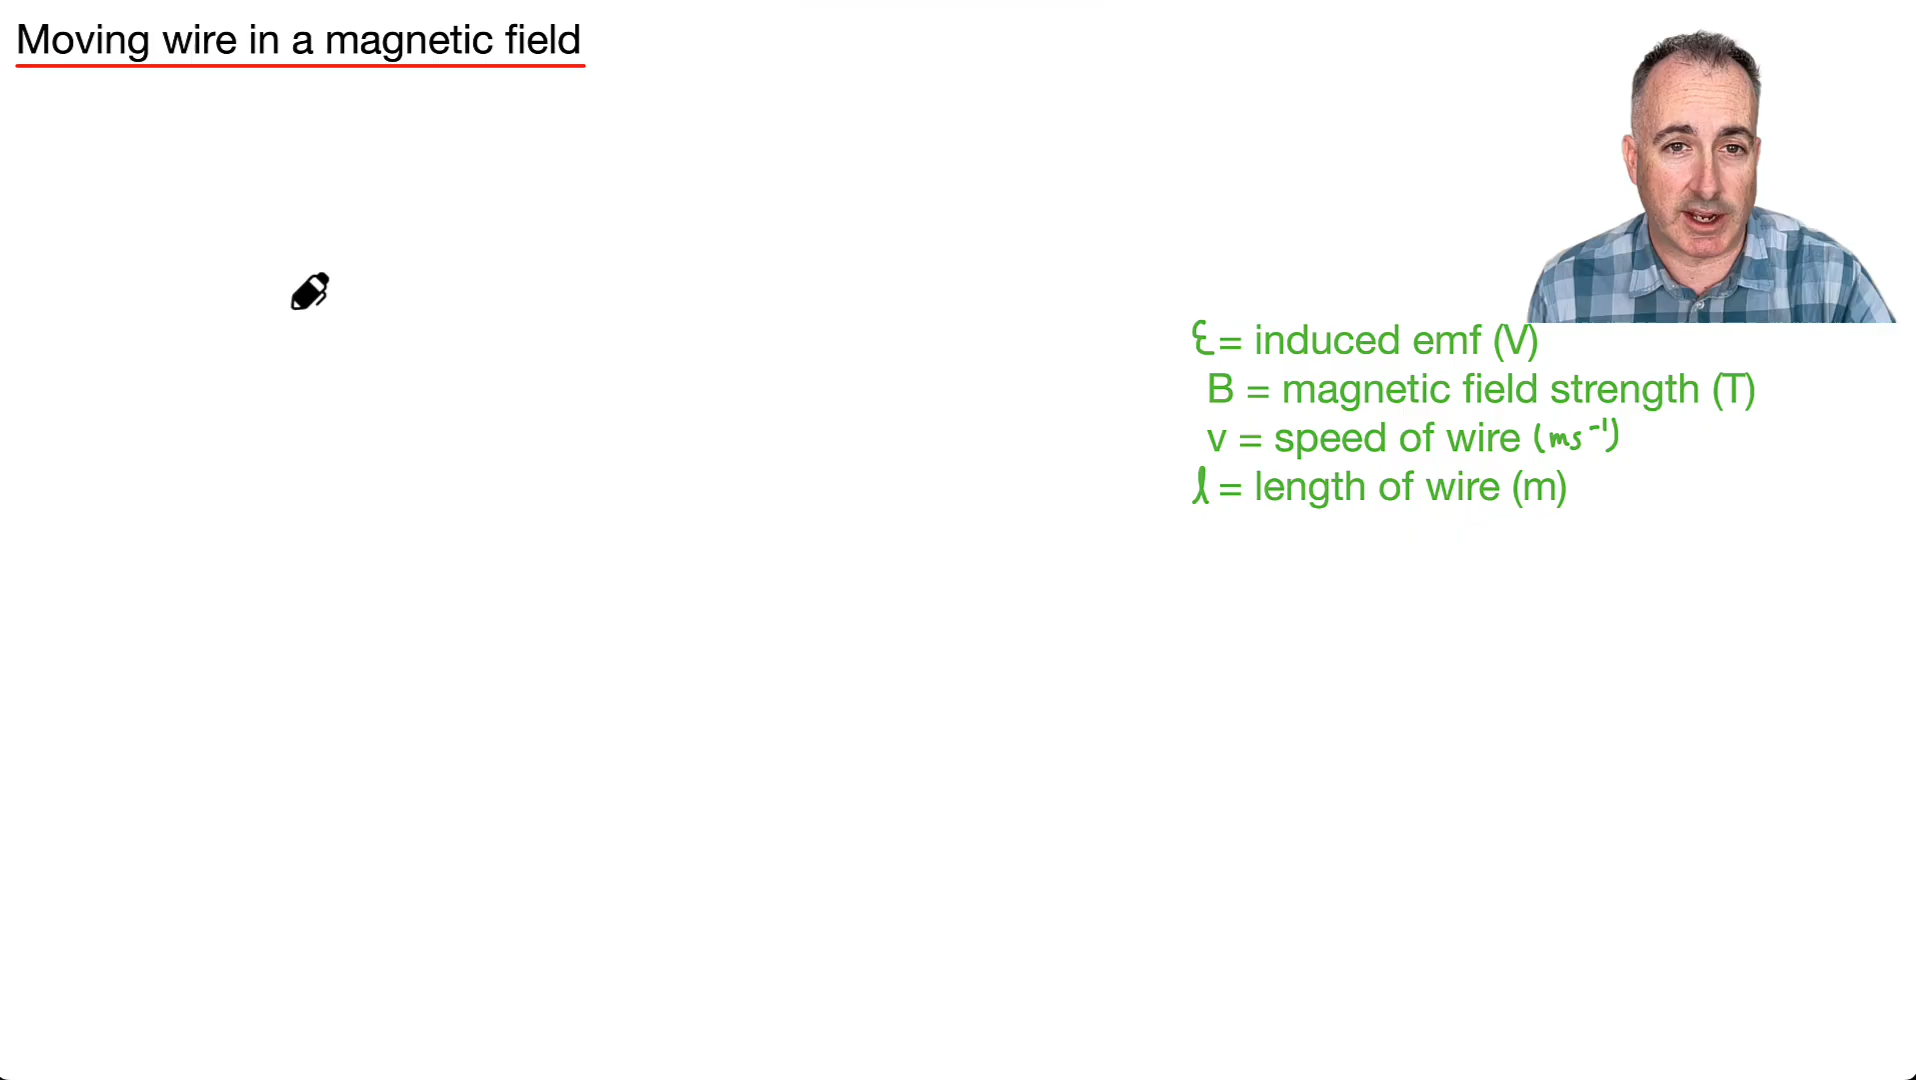 Moving wire in a magnetic field
ε = induced emf (V)
B = magnetic field strength (T)
v = speed of wire (ms⁻¹)
l = length of wire (m)